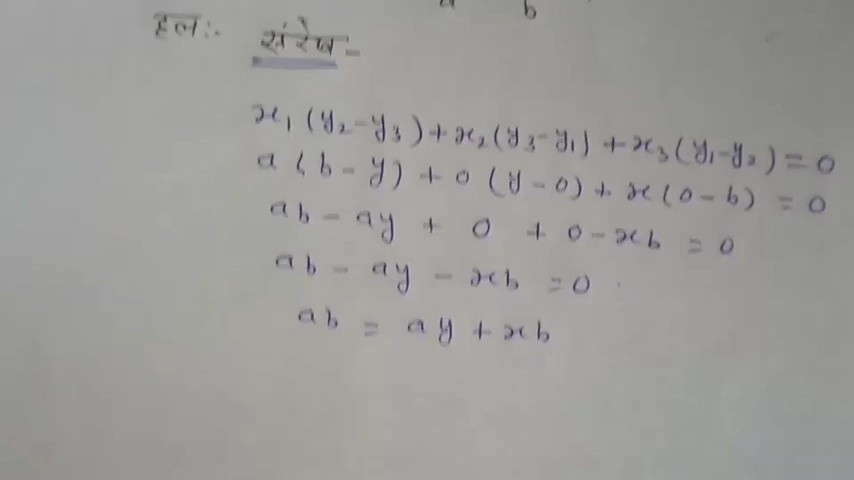 a b
हल:-
संरेख -
x₁ (y₂ - y₃) + x₂ (y₃ - y₁) + x₃ (y₁ - y₂) = 0
a (b - y) + 0 (y - 0) + x (0 - b) = 0
ab - ay + 0 + 0 - xb = 0
ab - ay - xb = 0
ab = ay + xb